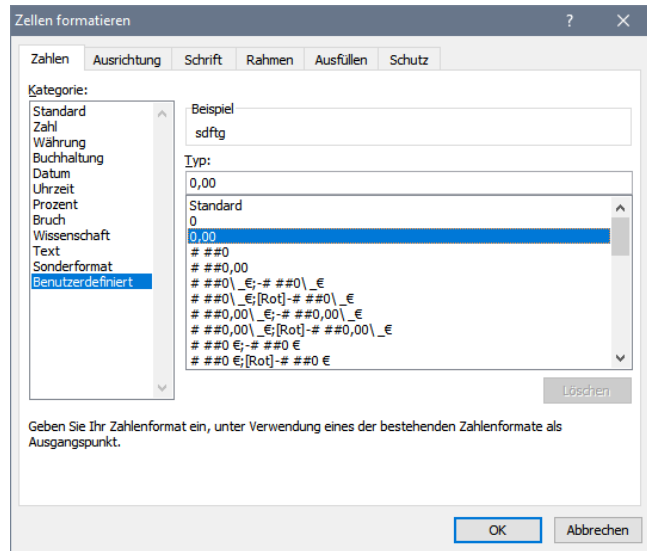 Zellen formatieren ? ×
Zahlen Ausrichtung Schrift Rahmen Ausfüllen Schutz
Kategorie:
Standard
Zahl
Währung
Buchhaltung
Datum
Uhrzeit
Prozent
Bruch
Wissenschaft
Text
Sonderformat
Benutzerdefiniert
Beispiel
sdftg
Typ:
0,00
Standard
0
0,00
# ##0
# ##0,00
# ##0\ _€;-# ##0\ _€
# ##0\ _€;[Rot]-# ##0\ _€
# ##0,00\ _€;-# ##0,00\ _€
# ##0,00\ _€;[Rot]-# ##0,00\ _€
# ##0 €;-# ##0 €
# ##0 €;[Rot]-# ##0 €
Löschen
Geben Sie Ihr Zahlenformat ein, unter Verwendung eines der bestehenden Zahlenformate als
Ausgangspunkt.
OK Abbrechen